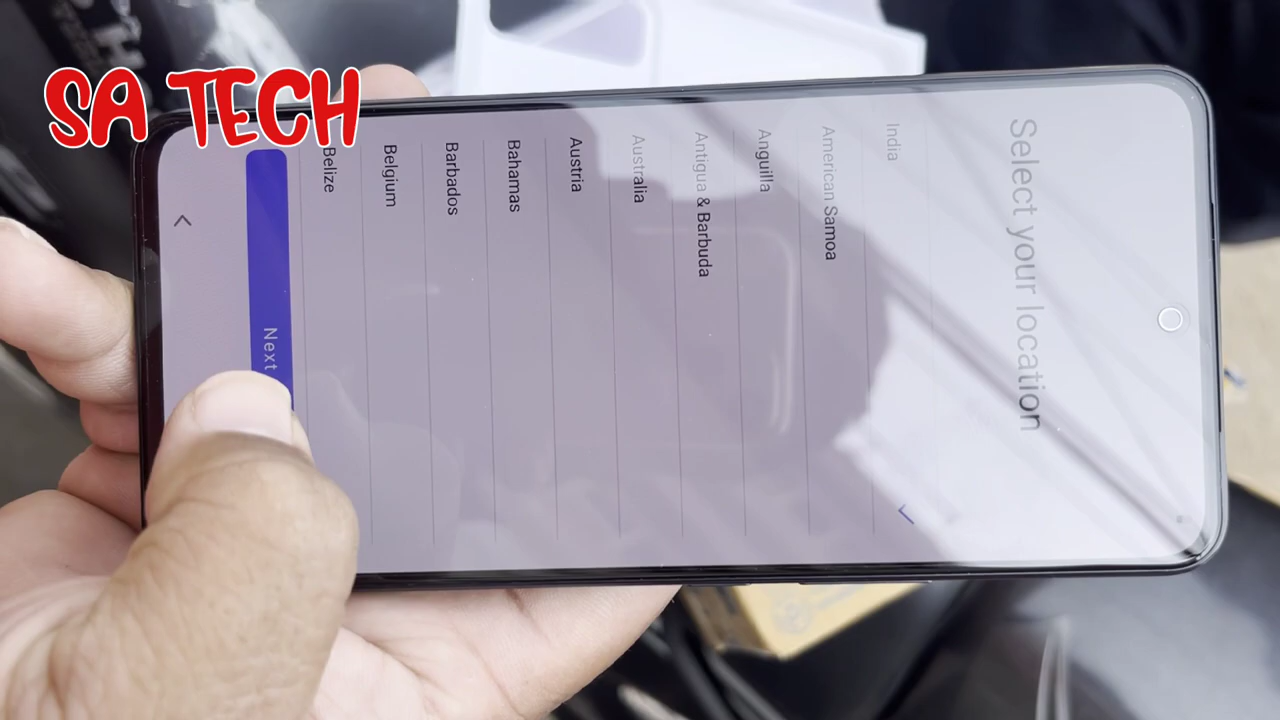 SA TECH
Select your location
India
American Samoa
Anguilla
Antigua & Barbuda
Australia
Austria
Bahamas
Barbados
Belgium
Belize
Next